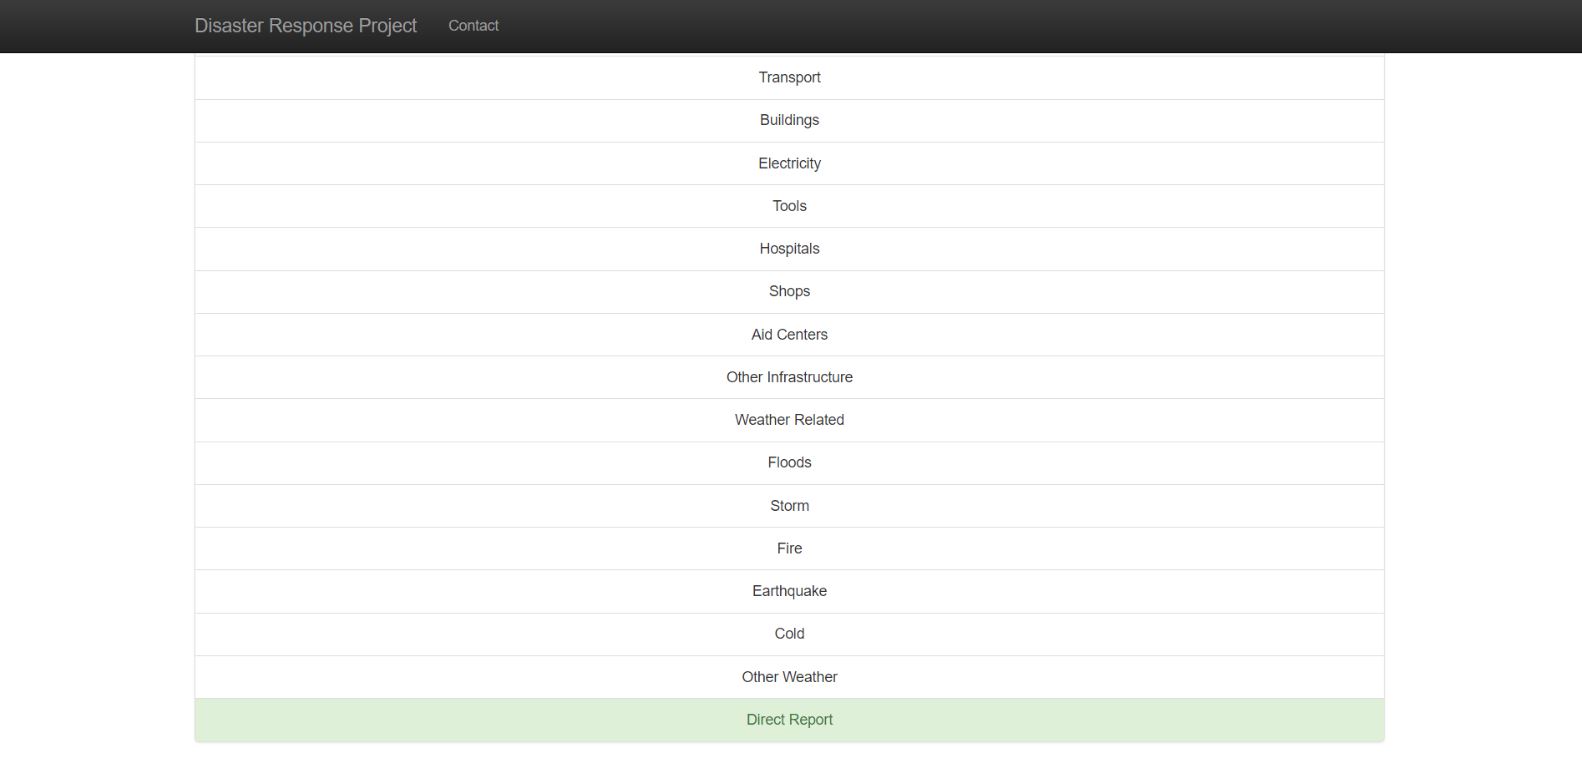 Disaster Response Project Contact
Transport
Buildings
Electricity
Tools
Hospitals
Shops
Aid Centers
Other Infrastructure
Weather Related
Floods
Storm
Fire
Earthquake
Cold
Other Weather
Direct Report